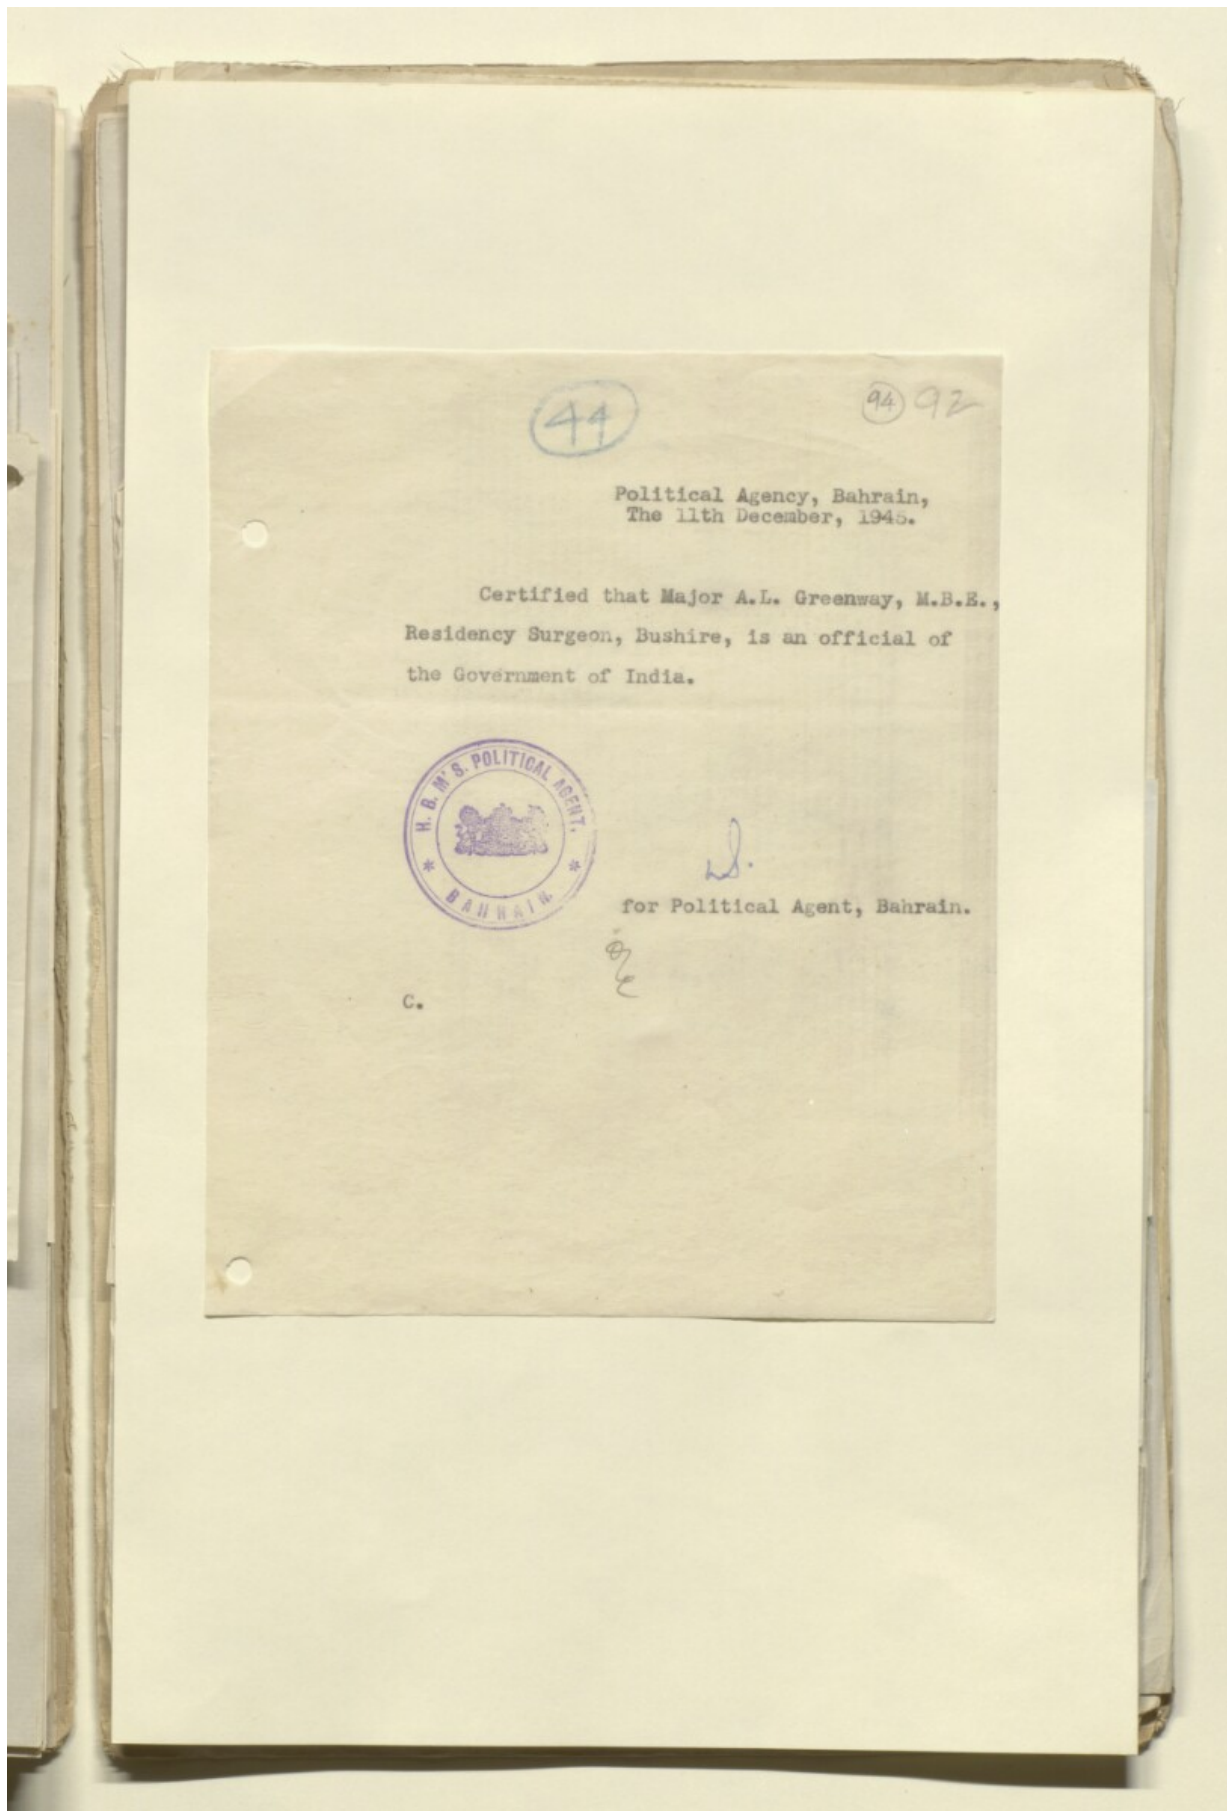 44
94 92
Political Agency, Bahrain,
The 11th December, 1945.
Certified that Major A.L. Greenway, M.B.E.,
Residency Surgeon, Bushire, is an official of
the Government of India.
H. B. M'S. POLITICAL AGENT.
* BAHRAIN. *
for Political Agent, Bahrain.
C.